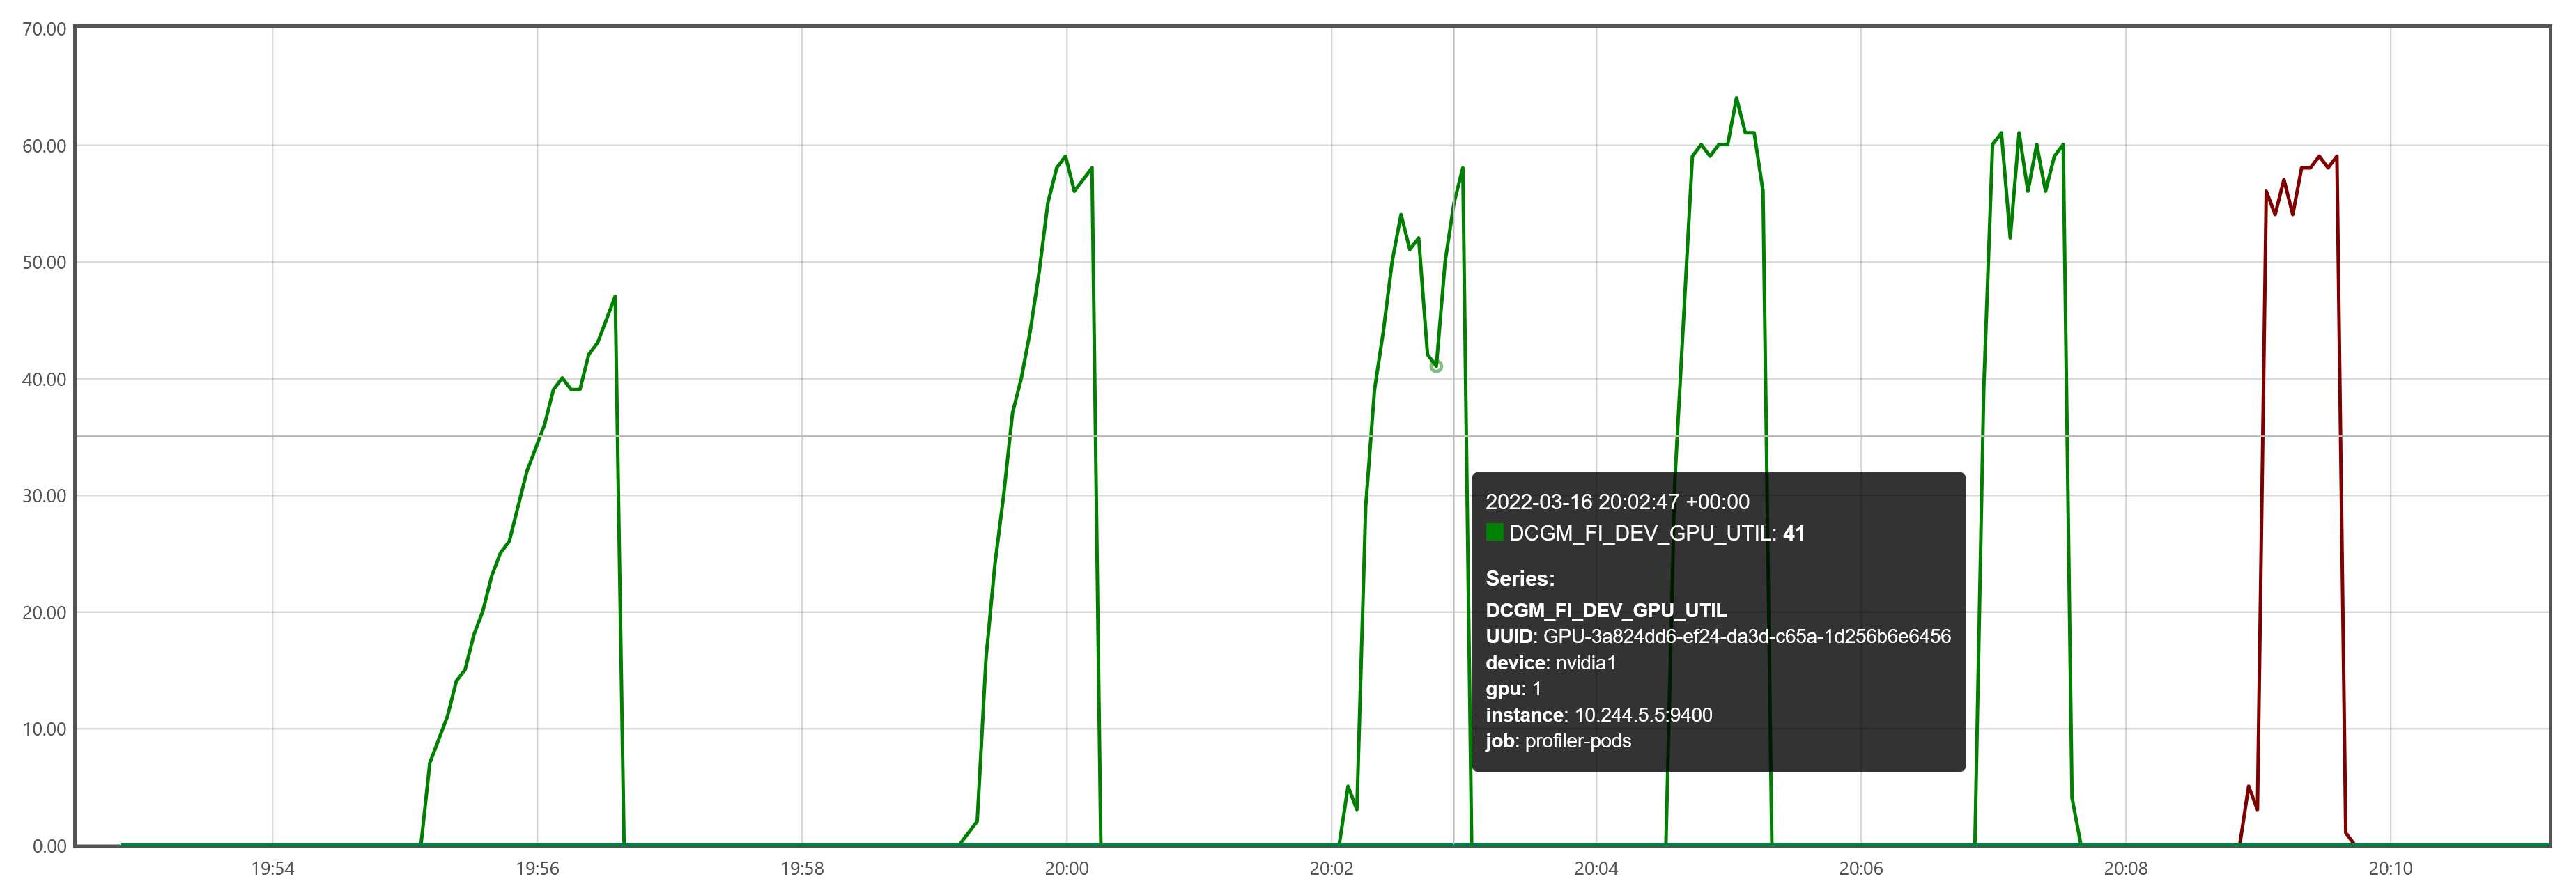 70.00
60.00
50.00
40.00
30.00
20.00
10.00
0.00
2022-03-16 20:02:47 +00:00
DCGM_FI_DEV_GPU_UTIL: 41
Series:
DCGM_FI_DEV_GPU_UTIL
UUID: GPU-3a824dd6-ef24-da3d-c65a-1d256b6e6456
device: nvidia1
gpu: 1
instance: 10.244.5.5:9400
job: profiler-pods
19:54 19:56 19:58 20:00 20:02 20:04 20:06 20:08 20:10